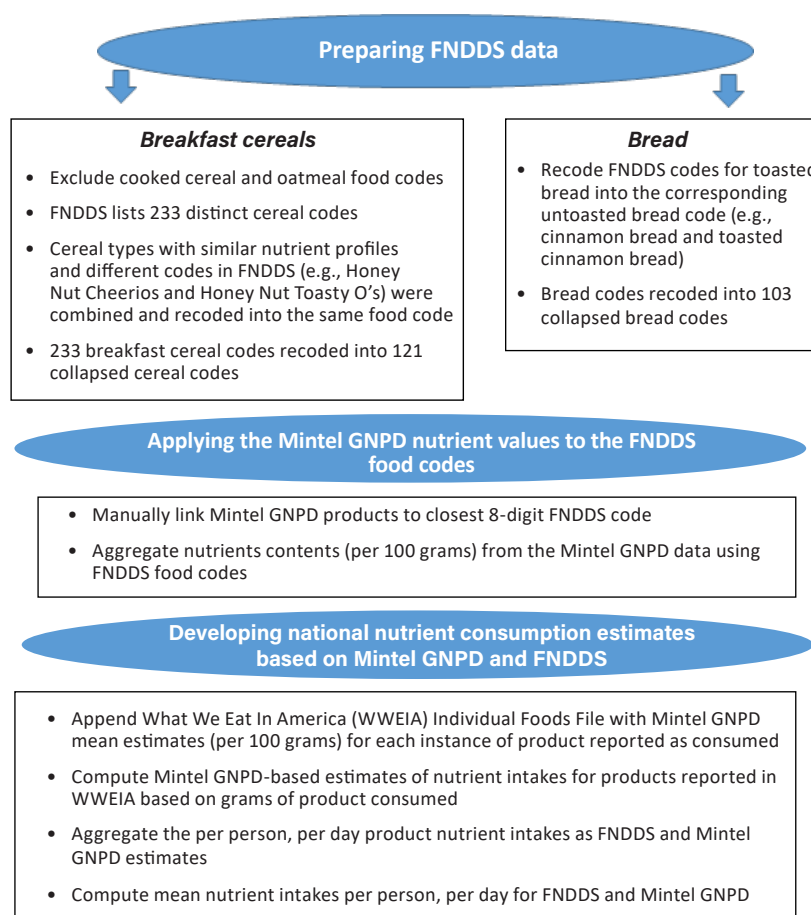 Preparing FNDDS data
Breakfast cereals
• Exclude cooked cereal and oatmeal food codes
• FNDDS lists 233 distinct cereal codes
• Cereal types with similar nutrient profiles
and different codes in FNDDS (e.g., Honey
Nut Cheerios and Honey Nut Toasty O’s) were
combined and recoded into the same food code
• 233 breakfast cereal codes recoded into 121
collapsed cereal codes
Bread
• Recode FNDDS codes for toasted
bread into the corresponding
untoasted bread code (e.g.,
cinnamon bread and toasted
cinnamon bread)
• Bread codes recoded into 103
collapsed bread codes
Applying the Mintel GNPD nutrient values to the FNDDS
food codes
• Manually link Mintel GNPD products to closest 8-digit FNDDS code
• Aggregate nutrients contents (per 100 grams) from the Mintel GNPD data using
FNDDS food codes
Developing national nutrient consumption estimates
based on Mintel GNPD and FNDDS
• Append What We Eat In America (WWEIA) Individual Foods File with Mintel GNPD
mean estimates (per 100 grams) for each instance of product reported as consumed
• Compute Mintel GNPD-based estimates of nutrient intakes for products reported in
WWEIA based on grams of product consumed
• Aggregate the per person, per day product nutrient intakes as FNDDS and Mintel
GNPD estimates
• Compute mean nutrient intakes per person, per day for FNDDS and Mintel GNPD